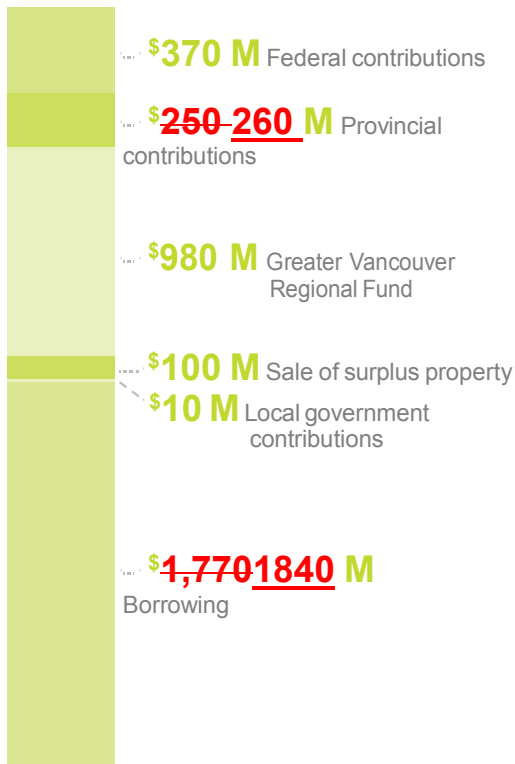 $370 M Federal contributions
$250 260 M Provincial
contributions
$980 M Greater Vancouver
Regional Fund
$100 M Sale of surplus property
$10 M Local government
contributions
$1,7701840 M
Borrowing